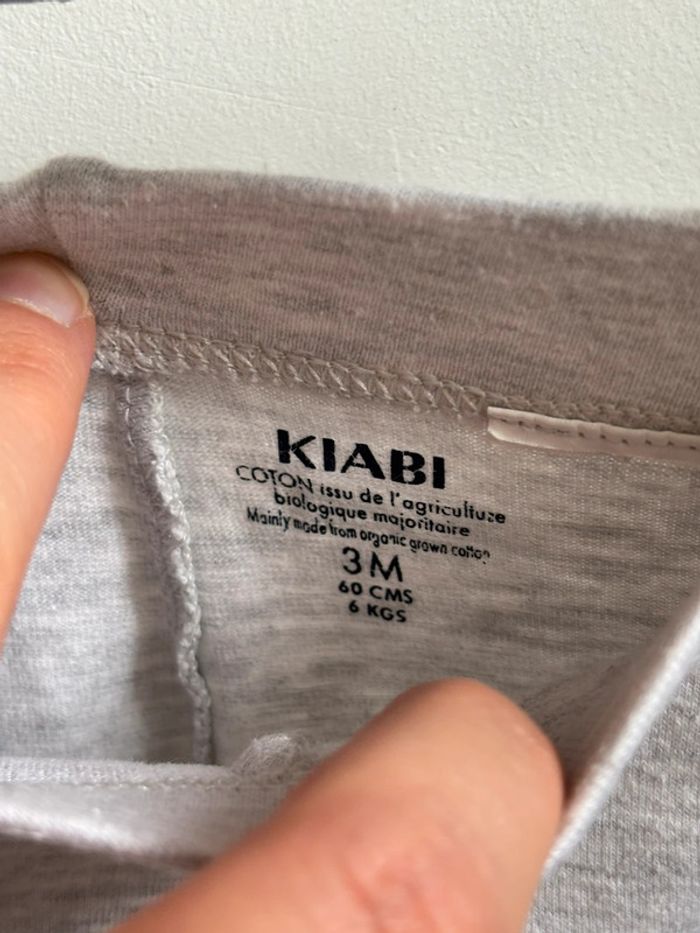 KIABI
COTON issu de l'agriculture
biologique majoritaire
Mainly made from organic grown cotton
3M
60 CMS
6 KGS